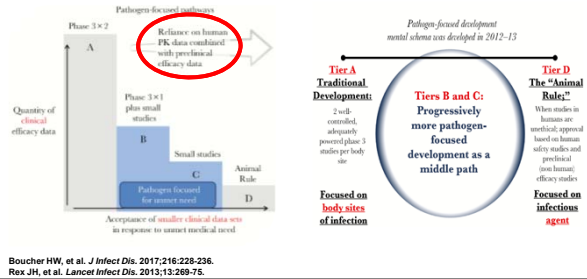 Pathogen-focused pathways
Phase 3×2
A
Reliance on human
PK data combined
with preclinical
efficacy data
Quantity of
clinical
efficacy data
Phase 3×1
plus small
studies
B
Small studies
C
Pathogen focused
for unmet need
Animal
Rule
D
Acceptance of smaller clinical data sets
in response to unmet medical need
Pathogen-focused development
mental schema was developed in 2012–13
Tier A
Traditional
Development:
2 well-
controlled,
adequately
powered phase 3
studies per body
site
Focused on
body sites
of infection
Tiers B and C:
Progressively
more pathogen-
focused
development as a
middle path
Tier D
The “Animal
Rule;”
When studies in
humans are
unethical; approval
based on human
safety studies and
preclinical
(non human)
efficacy studies
Focused on
infectious
agent
Boucher HW, et al. J Infect Dis. 2017;216:228-236.
Rex JH, et al. Lancet Infect Dis. 2013;13:269-75.